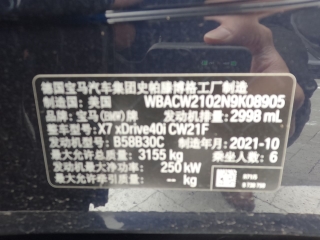 德国宝马汽车集团史帕滕博格工厂制造
制造国：美国 WBACW2102N9K08905
品牌：宝马(BMW)牌 发动机排量：2998 mL
整车型号：X7 xDrive40i CW21F
发动机型号：B58B30C 制造年月：2021-10
最大允许总质量：3155 kg 乘坐人数：6
发动机最大净功率：250 kW
最大允许牵引质量：— kg